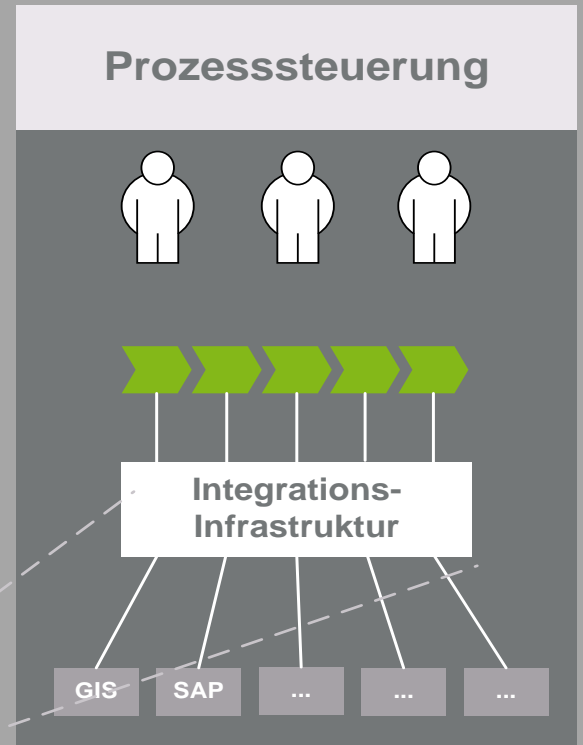 Prozesssteuerung
Integrations-
Infrastruktur
GIS SAP ... ... ...